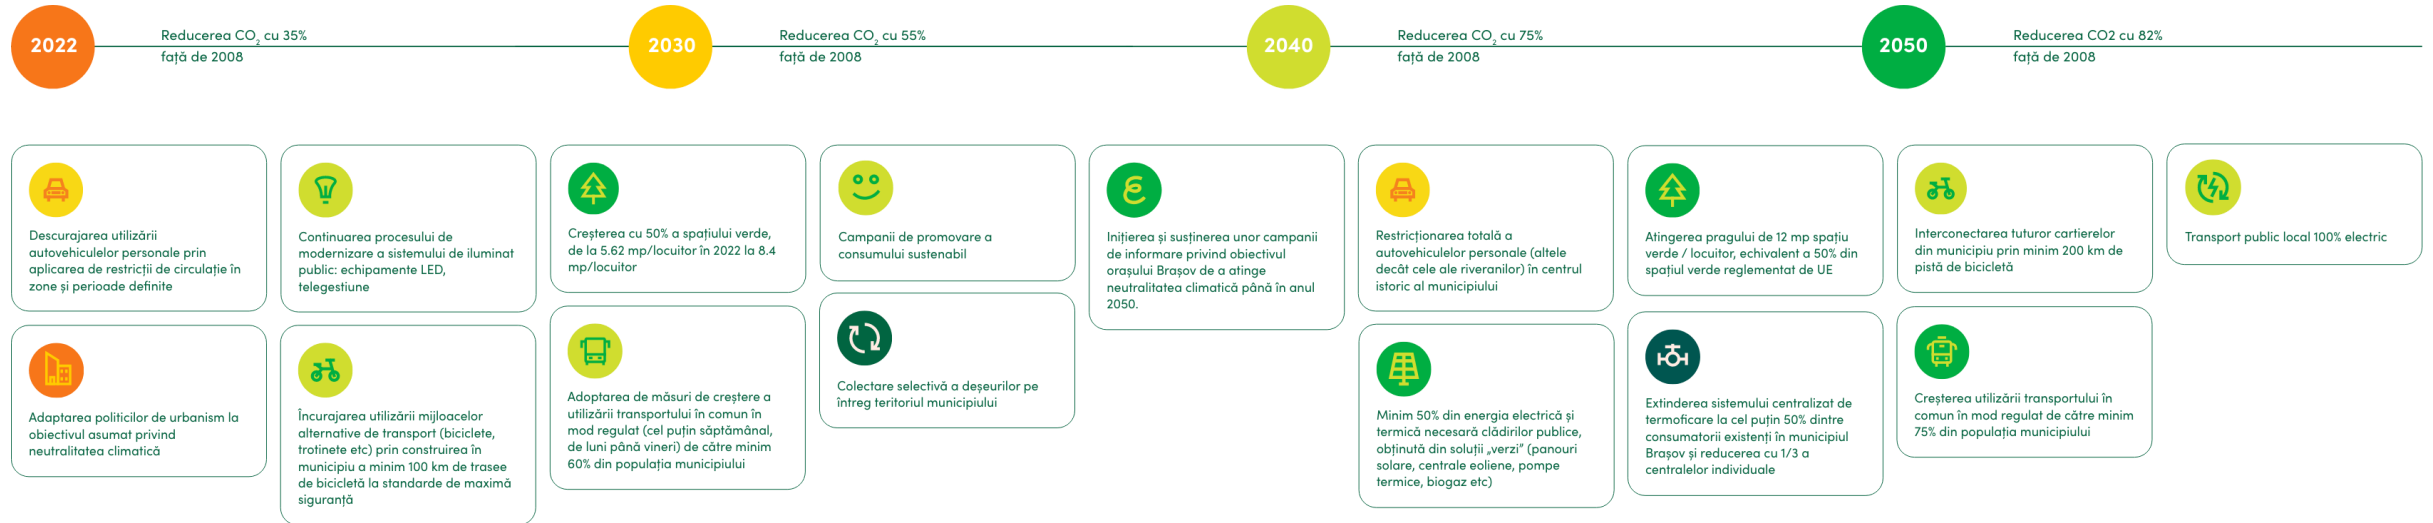 2022
Reducerea CO₂ cu 35%
față de 2008
2030
Reducerea CO₂ cu 55%
față de 2008
2040
Reducerea CO₂ cu 75%
față de 2008
2050
Reducerea CO2 cu 82%
față de 2008
Descurajarea utilizării
autovehiculelor personale prin
aplicarea de restricții de circulație în
zone și perioade definite
Adaptarea politicilor de urbanism la
obiectivul asumat privind
neutralitatea climatică
Continuarea procesului de
modernizare a sistemului de iluminat
public: echipamente LED,
telegestiune
Încurajarea utilizării mijloacelor
alternative de transport (biciclete,
trotinete etc) prin construirea în
municipiu a minim 100 km de trasee
de bicicletă la standarde de maximă
siguranță
Creșterea cu 50% a spațiului verde,
de la 5.62 mp/locuitor în 2022 la 8.4
mp/locuitor
Adoptarea de măsuri de creștere a
utilizării transportului în comun în
mod regulat (cel puțin săptămânal,
de luni până vineri) de către minim
60% din populația municipiului
Campanii de promovare a
consumului sustenabil
Colectare selectivă a deșeurilor pe
întreg teritoriul municipiului
Inițierea și susținerea unor campanii
de informare privind obiectivul
orașului Brașov de a atinge
neutralitatea climatică până în anul
2050.
Restricționarea totală a
autovehiculelor personale (altele
decât cele ale riveranilor) în centrul
istoric al municipiului
Minim 50% din energia electrică și
termică necesară clădirilor publice,
obținută din soluții „verzi” (panouri
solare, centrale eoliene, pompe
termice, biogaz etc)
Atingerea pragului de 12 mp spațiu
verde / locuitor, echivalent a 50% din
spațiul verde reglementat de UE
Extinderea sistemului centralizat de
termoficare la cel puțin 50% dintre
consumatorii existenți în municipiul
Brașov și reducerea cu 1/3 a
centralelor individuale
Interconectarea tuturor cartierelor
din municipiu prin minim 200 km de
pistă de bicicletă
Creșterea utilizării transportului în
comun în mod regulat de către minim
75% din populația municipiului
Transport public local 100% electric